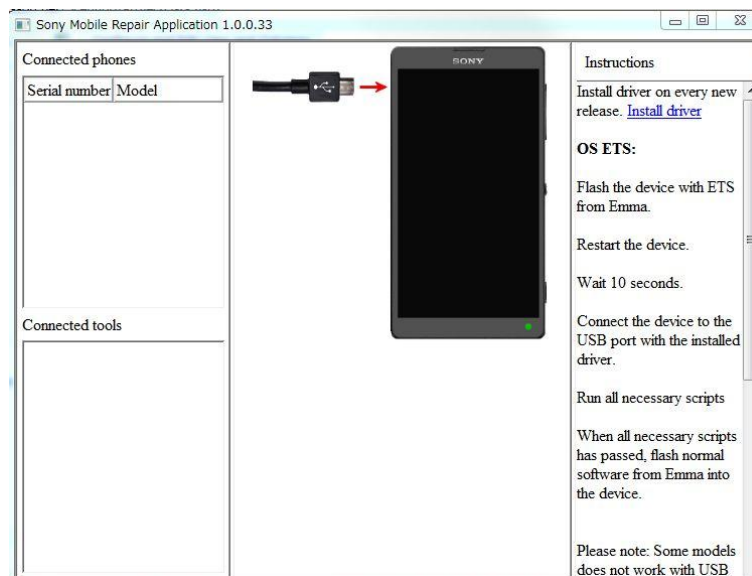 Sony Mobile Repair Application 1.0.0.33
Connected phones
Serial number Model
Connected tools
SONY
Instructions
Install driver on every new
release. Install driver
OS ETS:
Flash the device with ETS
from Emma.
Restart the device.
Wait 10 seconds.
Connect the device to the
USB port with the installed
driver.
Run all necessary scripts
When all necessary scripts
has passed, flash normal
software from Emma into
the device.
Please note: Some models
does not work with USB